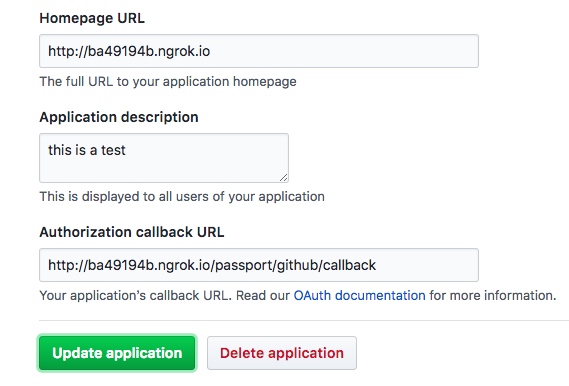 Homepage URL
http://ba49194b.ngrok.io
The full URL to your application homepage
Application description
this is a test
This is displayed to all users of your application
Authorization callback URL
http://ba49194b.ngrok.io/passport/github/callback
Your application's callback URL. Read our OAuth documentation for more information.
Update application Delete application